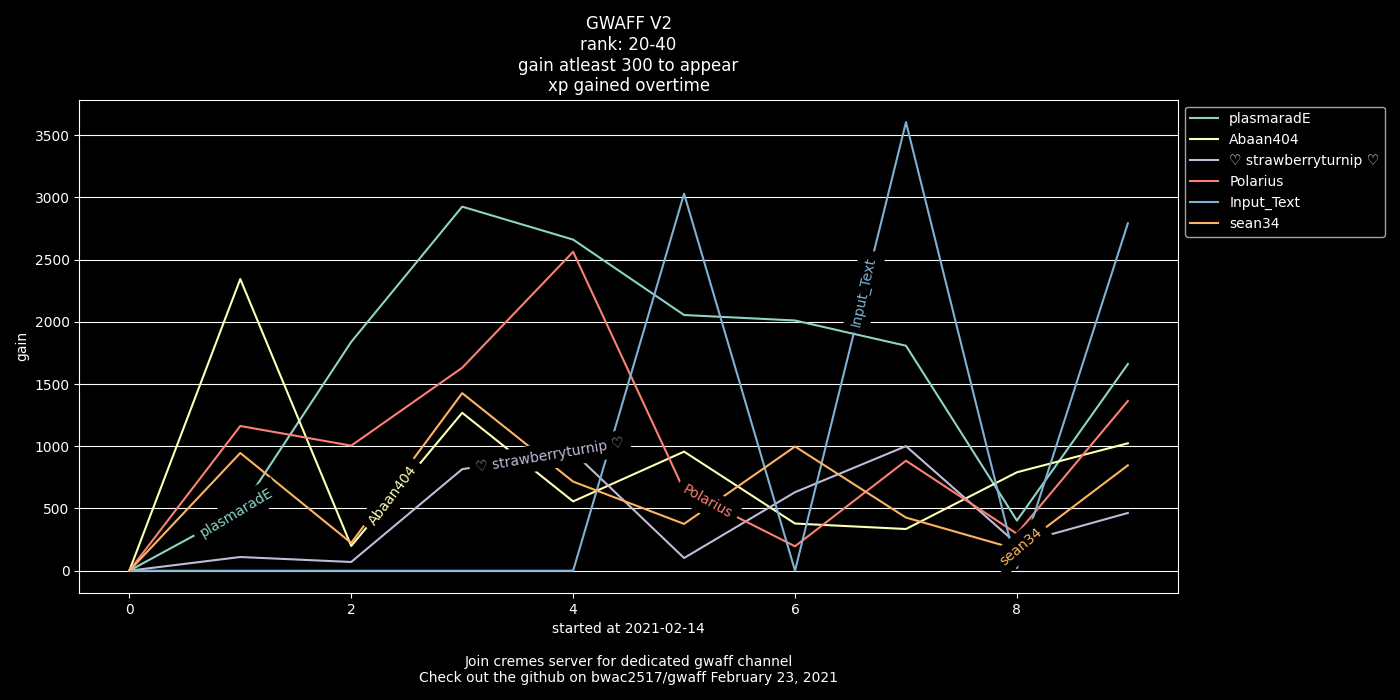 GWAFF V2
rank: 20-40
gain atleast 300 to appear
xp gained overtime
plasmaradE
Abaan404
♡ strawberryturnip ♡
Polarius
Input_Text
sean34
gain
3500
3000
2500
2000
1500
1000
500
0
plasmaradE
Abaan404
♡ strawberryturnip ♡
Polarius
Input_Text
sean34
0 2 4 6 8
started at 2021-02-14
Join cremes server for dedicated gwaff channel
Check out the github on bwac2517/gwaff February 23, 2021